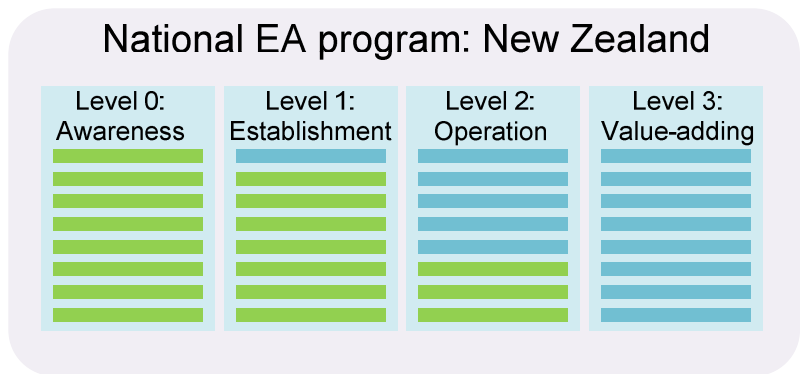 National EA program: New Zealand
Level 0:
Awareness
Level 1:
Establishment
Level 2:
Operation
Level 3:
Value-adding